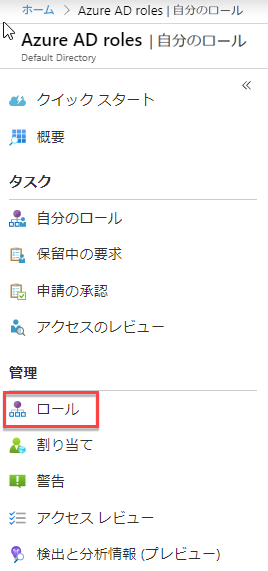 ホーム > Azure AD roles | 自分のロール
Azure AD roles | 自分のロール
Default Directory
«
クイック スタート
概要
タスク
自分のロール
保留中の要求
申請の承認
アクセスのレビュー
管理
ロール
割り当て
警告
アクセス レビュー
検出と分析情報 (プレビュー)